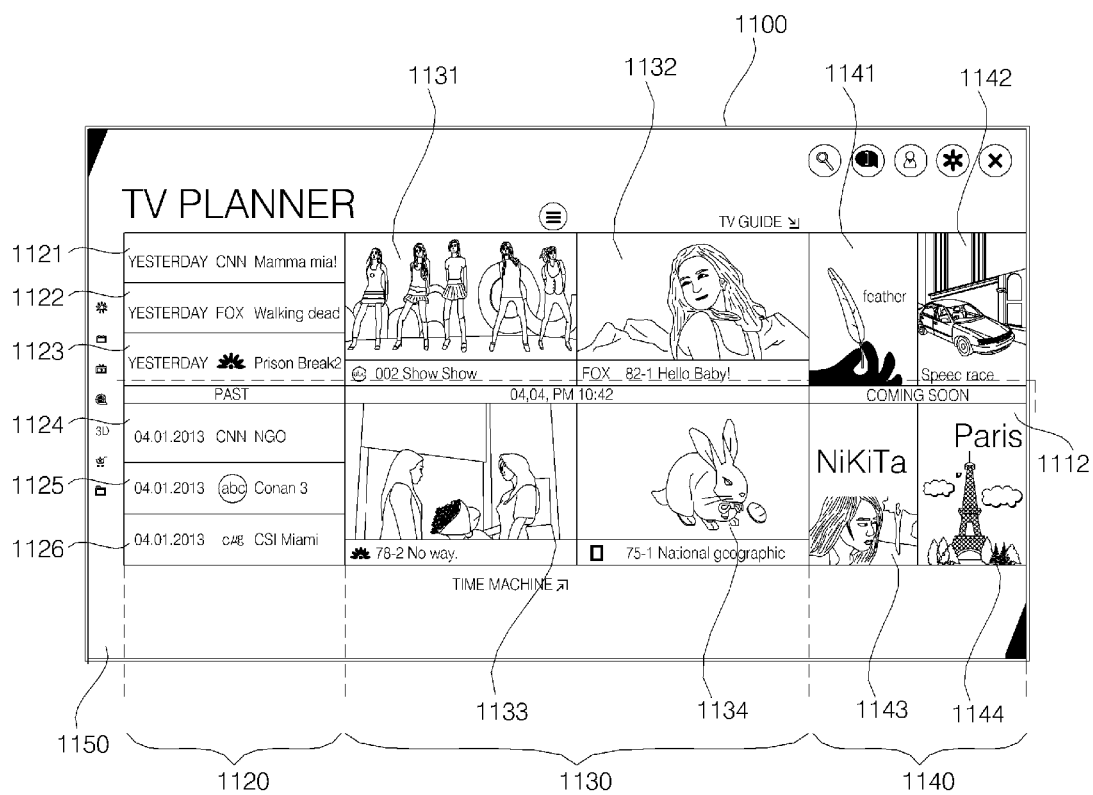 1100
1131
1132
1141
1142
TV PLANNER
TV GUIDE
1121
YESTERDAY CNN Mamma mia!
1122
YESTERDAY FOX Walking dead
1123
YESTERDAY Prison Break2
feather
abc 002 Show Show
FOX 82-1 Hello Baby!
Speed race
PAST
04,04, PM 10:42
COMING SOON
1124
3D
04.01.2013 CNN NGO
1125
04.01.2013 abc Conan 3
1126
04.01.2013 CSI Miami
NiKiTa
Paris
1112
78-2 No way.
75-1 National geographic
TIME MACHINE
1133
1134
1143
1144
1150
1120
1130
1140